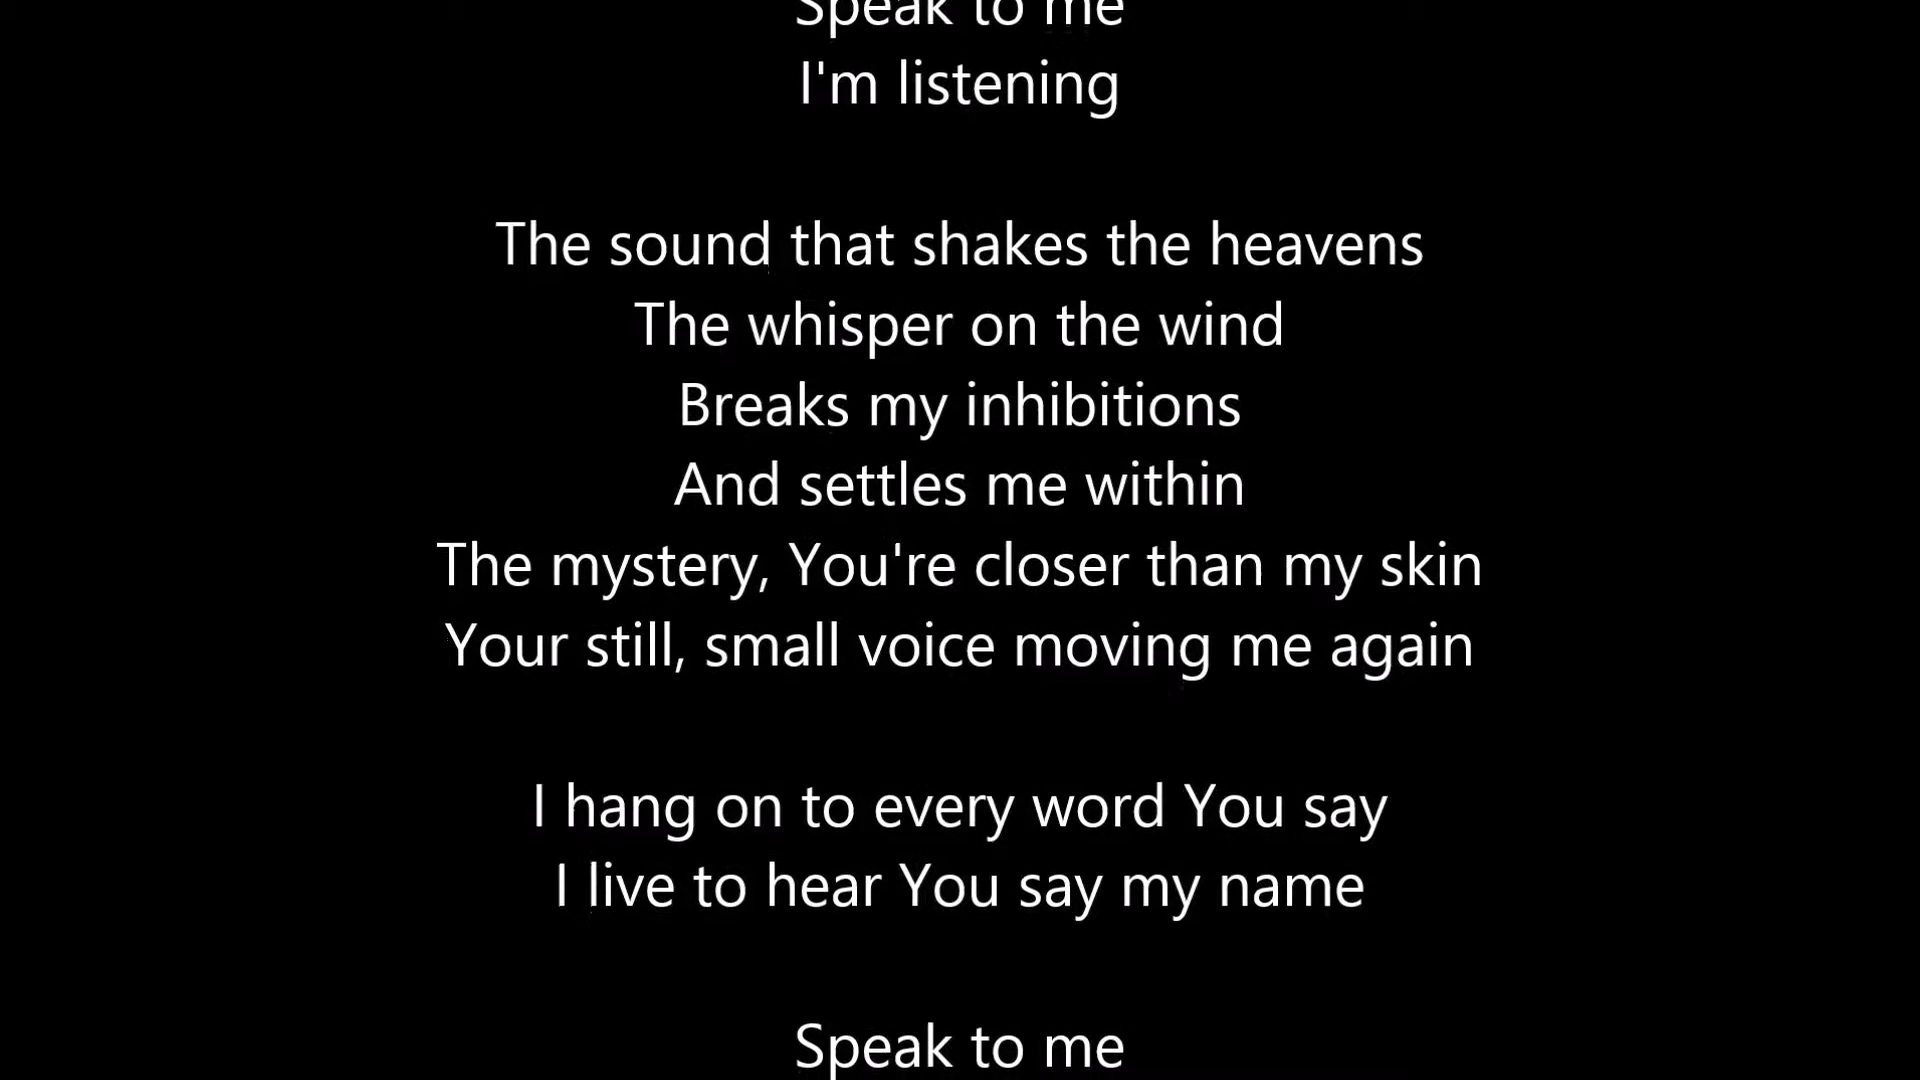 Speak to me
I'm listening
The sound that shakes the heavens
The whisper on the wind
Breaks my inhibitions
And settles me within
The mystery, You're closer than my skin
Your still, small voice moving me again
I hang on to every word You say
I live to hear You say my name
Speak to me